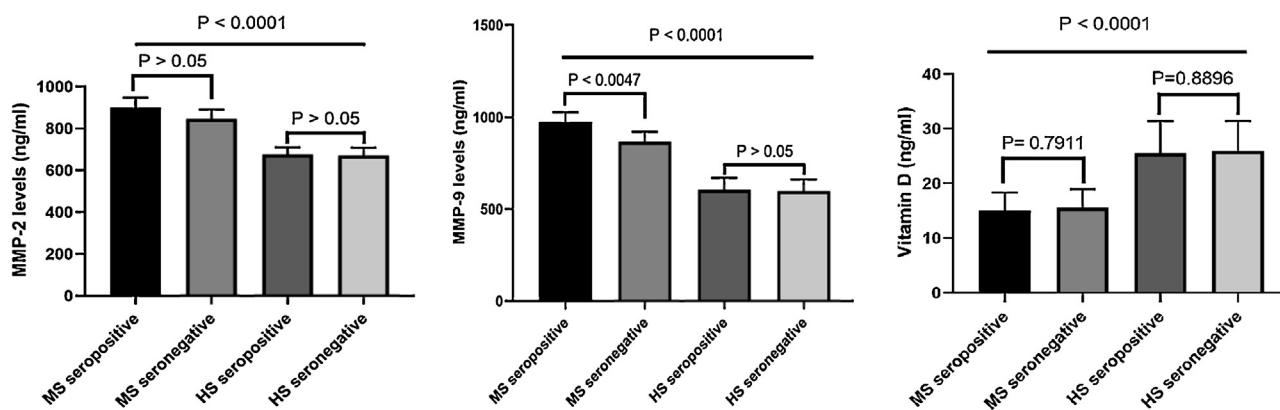 P < 0.0001
P > 0.05
P > 0.05
MMP-2 levels (ng/ml)
1000
800
600
400
200
0
MS seropositive
MS seronegative
HS seropositive
HS seronegative
P < 0.0001
P < 0.0047
P > 0.05
MMP-9 levels (ng/ml)
1500
1000
500
0
MS seropositive
MS seronegative
HS seropositive
HS seronegative
P < 0.0001
P=0.8896
P= 0.7911
Vitamin D (ng/ml)
40
30
20
10
0
MS seropositive
MS seronegative
HS seropositive
HS seronegative